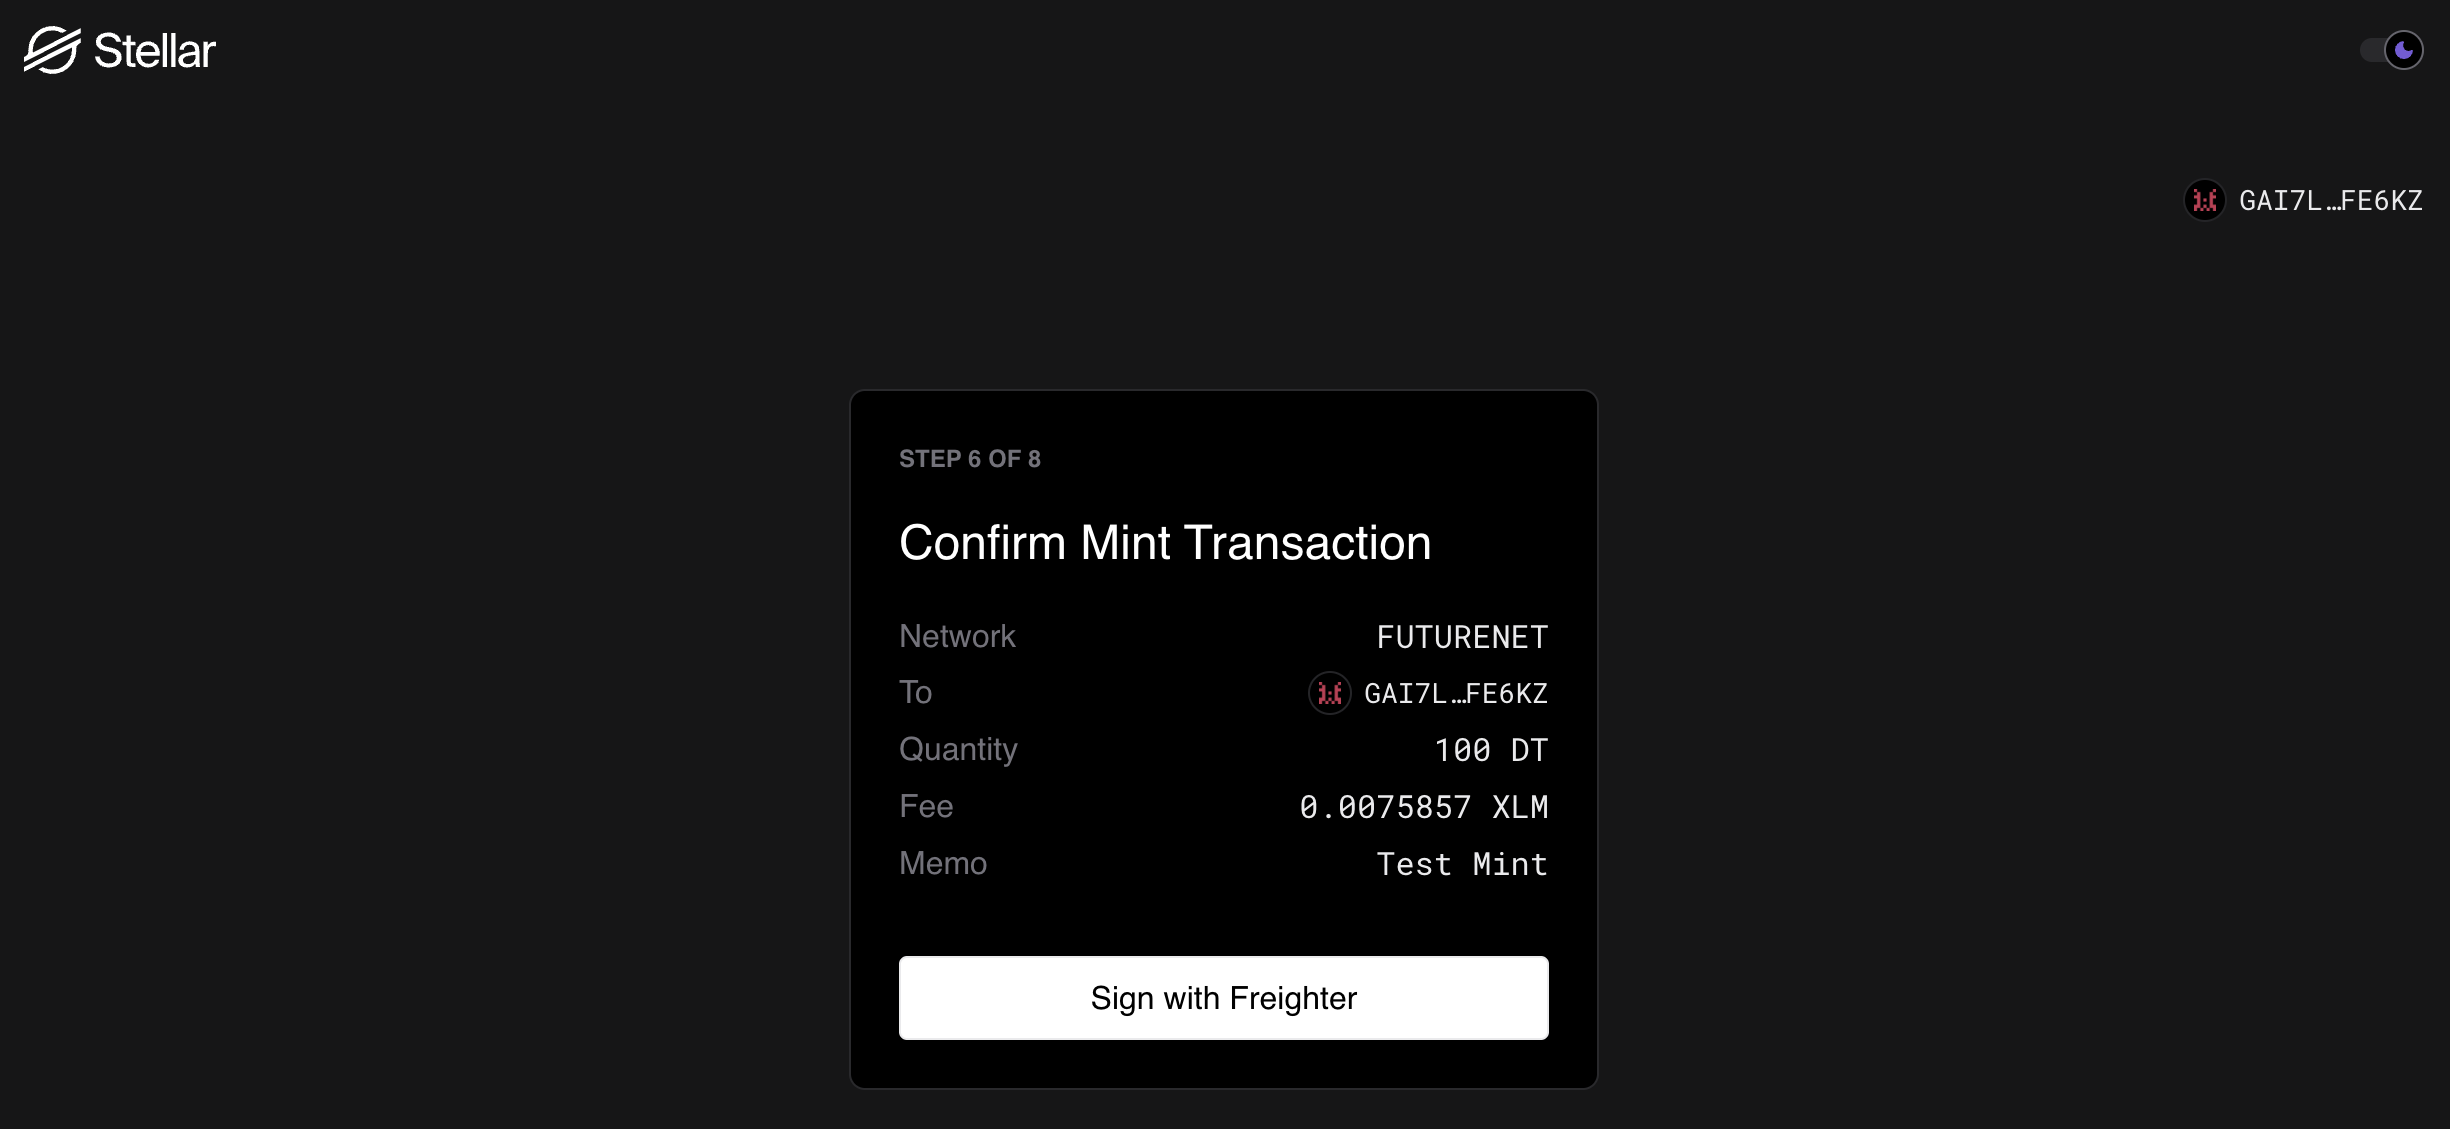 Stellar
GAI7L…FE6KZ
STEP 6 OF 8
Confirm Mint Transaction
Network FUTURENET
To GAI7L…FE6KZ
Quantity 100 DT
Fee 0.0075857 XLM
Memo Test Mint
Sign with Freighter